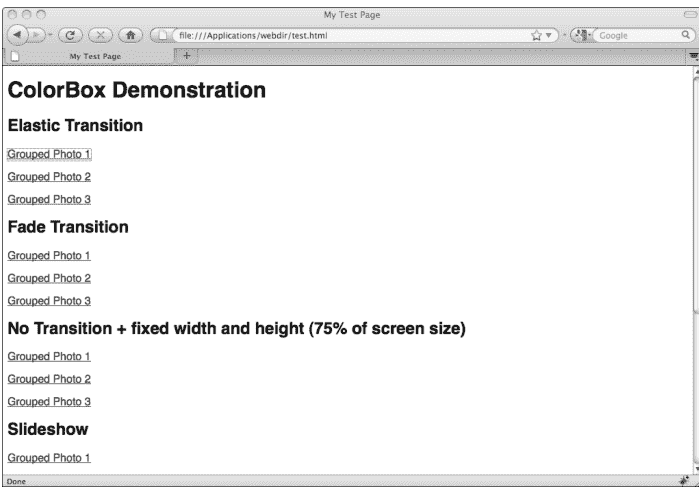 My Test Page
file:///Applications/webdir/test.html
Google
My Test Page
ColorBox Demonstration
Elastic Transition
Grouped Photo 1
Grouped Photo 2
Grouped Photo 3
Fade Transition
Grouped Photo 1
Grouped Photo 2
Grouped Photo 3
No Transition + fixed width and height (75% of screen size)
Grouped Photo 1
Grouped Photo 2
Grouped Photo 3
Slideshow
Grouped Photo 1
Done